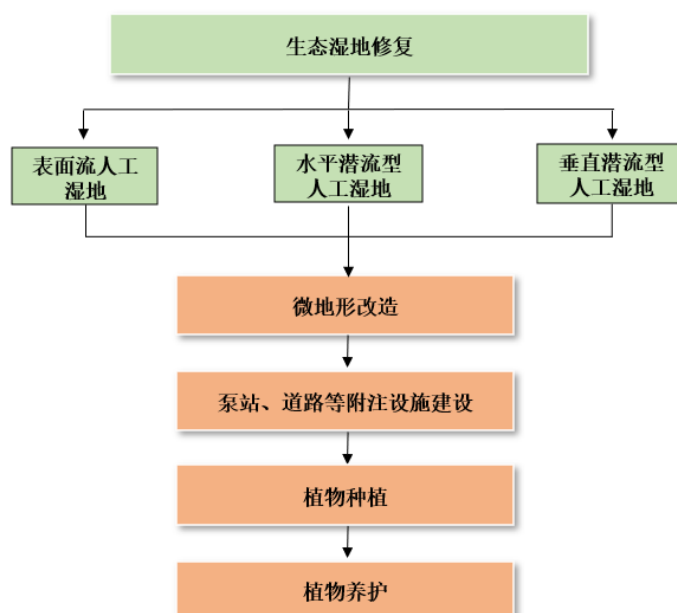 生态湿地修复
表面流人工
湿地
水平潜流型
人工湿地
垂直潜流型
人工湿地
微地形改造
泵站、道路等附注设施建设
植物种植
植物养护